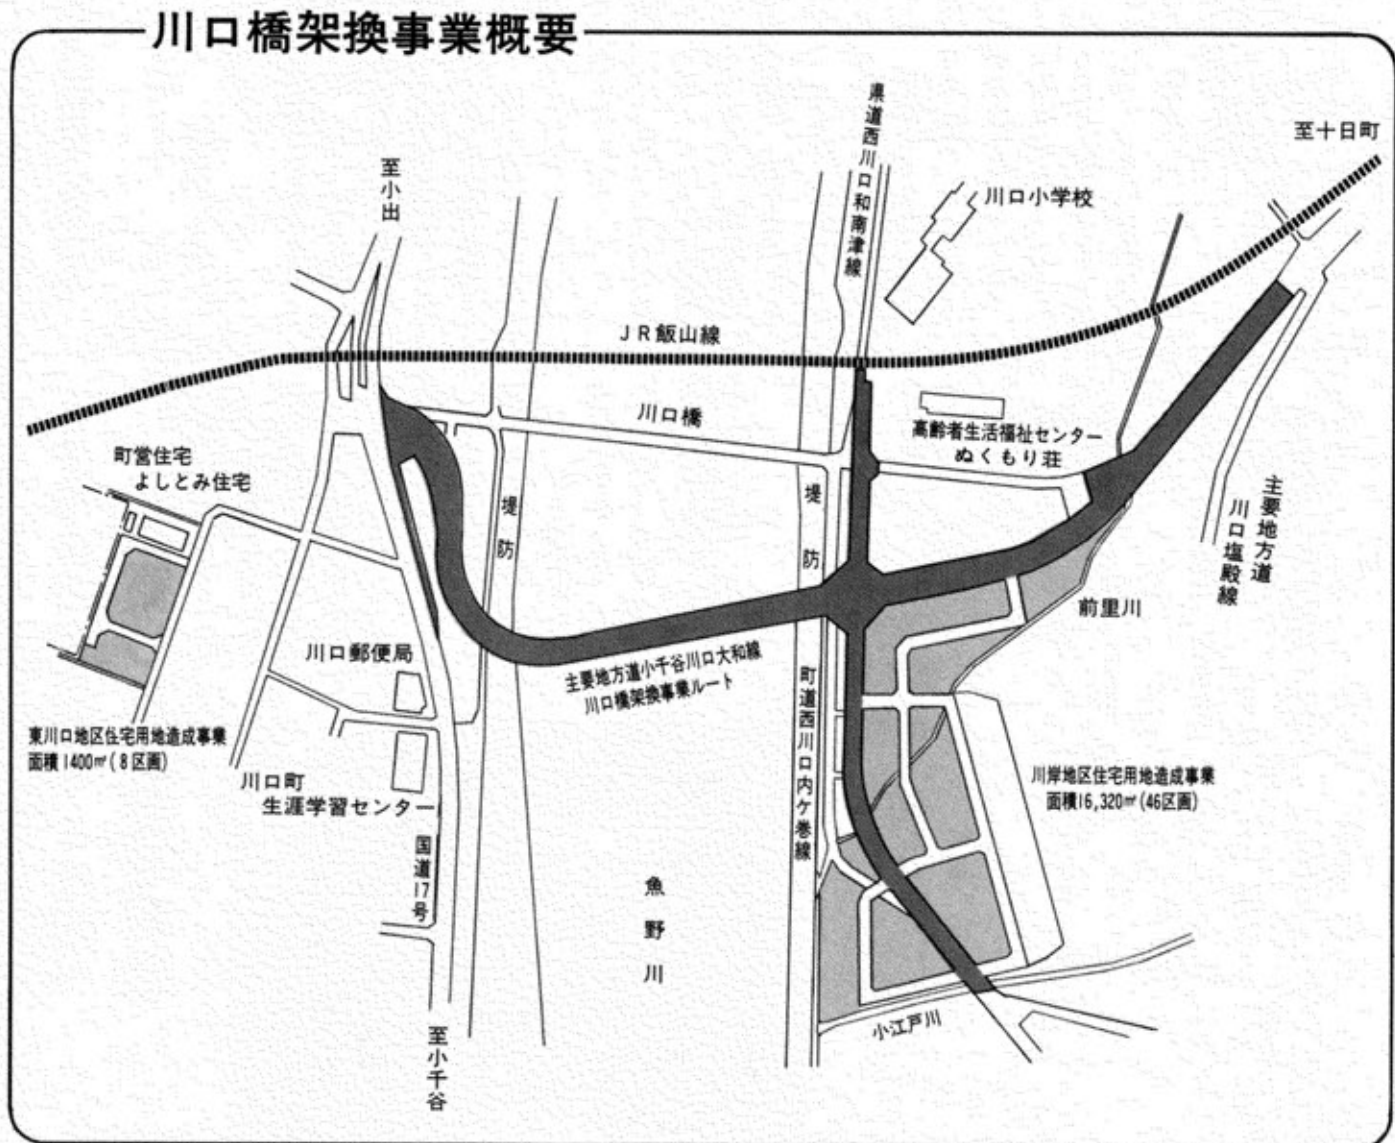 川口橋架換事業概要
県道西川口和南津線
至十日町
至小出
川口小学校
JR飯山線
川口橋
高齢者生活福祉センター
ぬくもり荘
町営住宅
よしとみ住宅
堤防
堤防
主要地方道
川口塩殿線
前里川
川口郵便局
主要地方道小千谷川口大和線
川口橋架換事業ルート
町道西川口内ケ巻線
東川口地区住宅用地造成事業
面積1400㎡(8区画)
川口町
生涯学習センター
川岸地区住宅用地造成事業
面積16,320㎡(46区画)
国道17号
魚野川
小江戸川
至小千谷